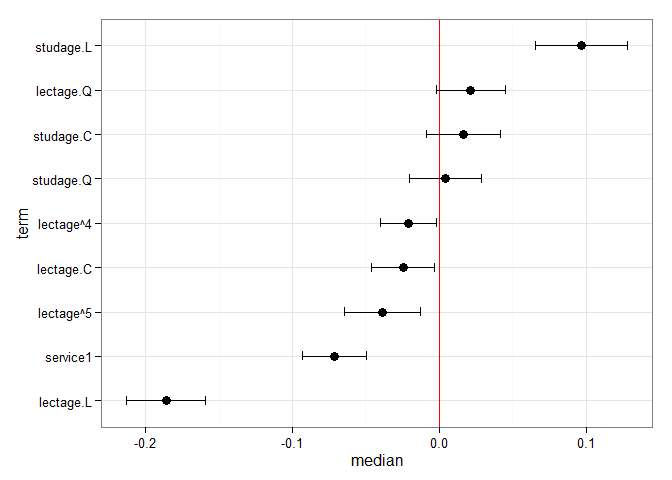 studage.L
lectage.Q
studage.C
studage.Q
lectage^4
lectage.C
lectage^5
service1
lectage.L
term
-0.2 -0.1 0.0 0.1
median